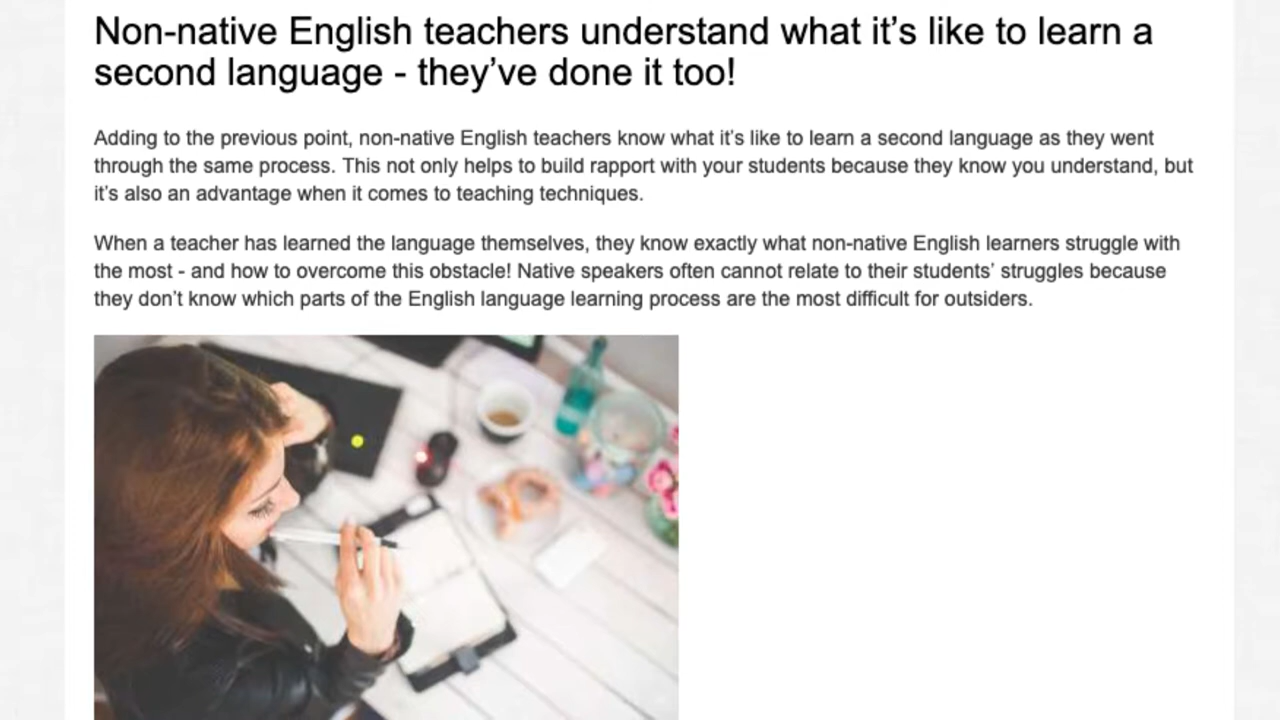 Non-native English teachers understand what it’s like to learn a
second language - they’ve done it too!
Adding to the previous point, non-native English teachers know what it’s like to learn a second language as they went
through the same process. This not only helps to build rapport with your students because they know you understand, but
it’s also an advantage when it comes to teaching techniques.
When a teacher has learned the language themselves, they know exactly what non-native English learners struggle with
the most - and how to overcome this obstacle! Native speakers often cannot relate to their students’ struggles because
they don’t know which parts of the English language learning process are the most difficult for outsiders.